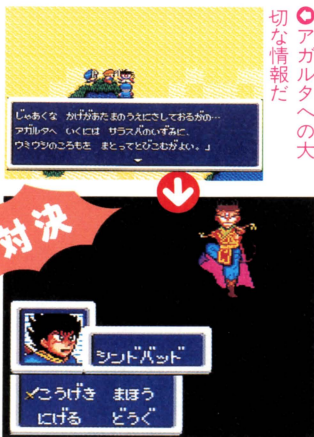 アガルタへの大
切な情報だ
じゃあくな かげがあたまのうえにさしておるがの…
アガルタへ いくには サラスバのいずみに、
ウミウシのころもを まとってとびこむがよい。」
対決
シンドバッド
こうげき まほう
にげる どうぐ